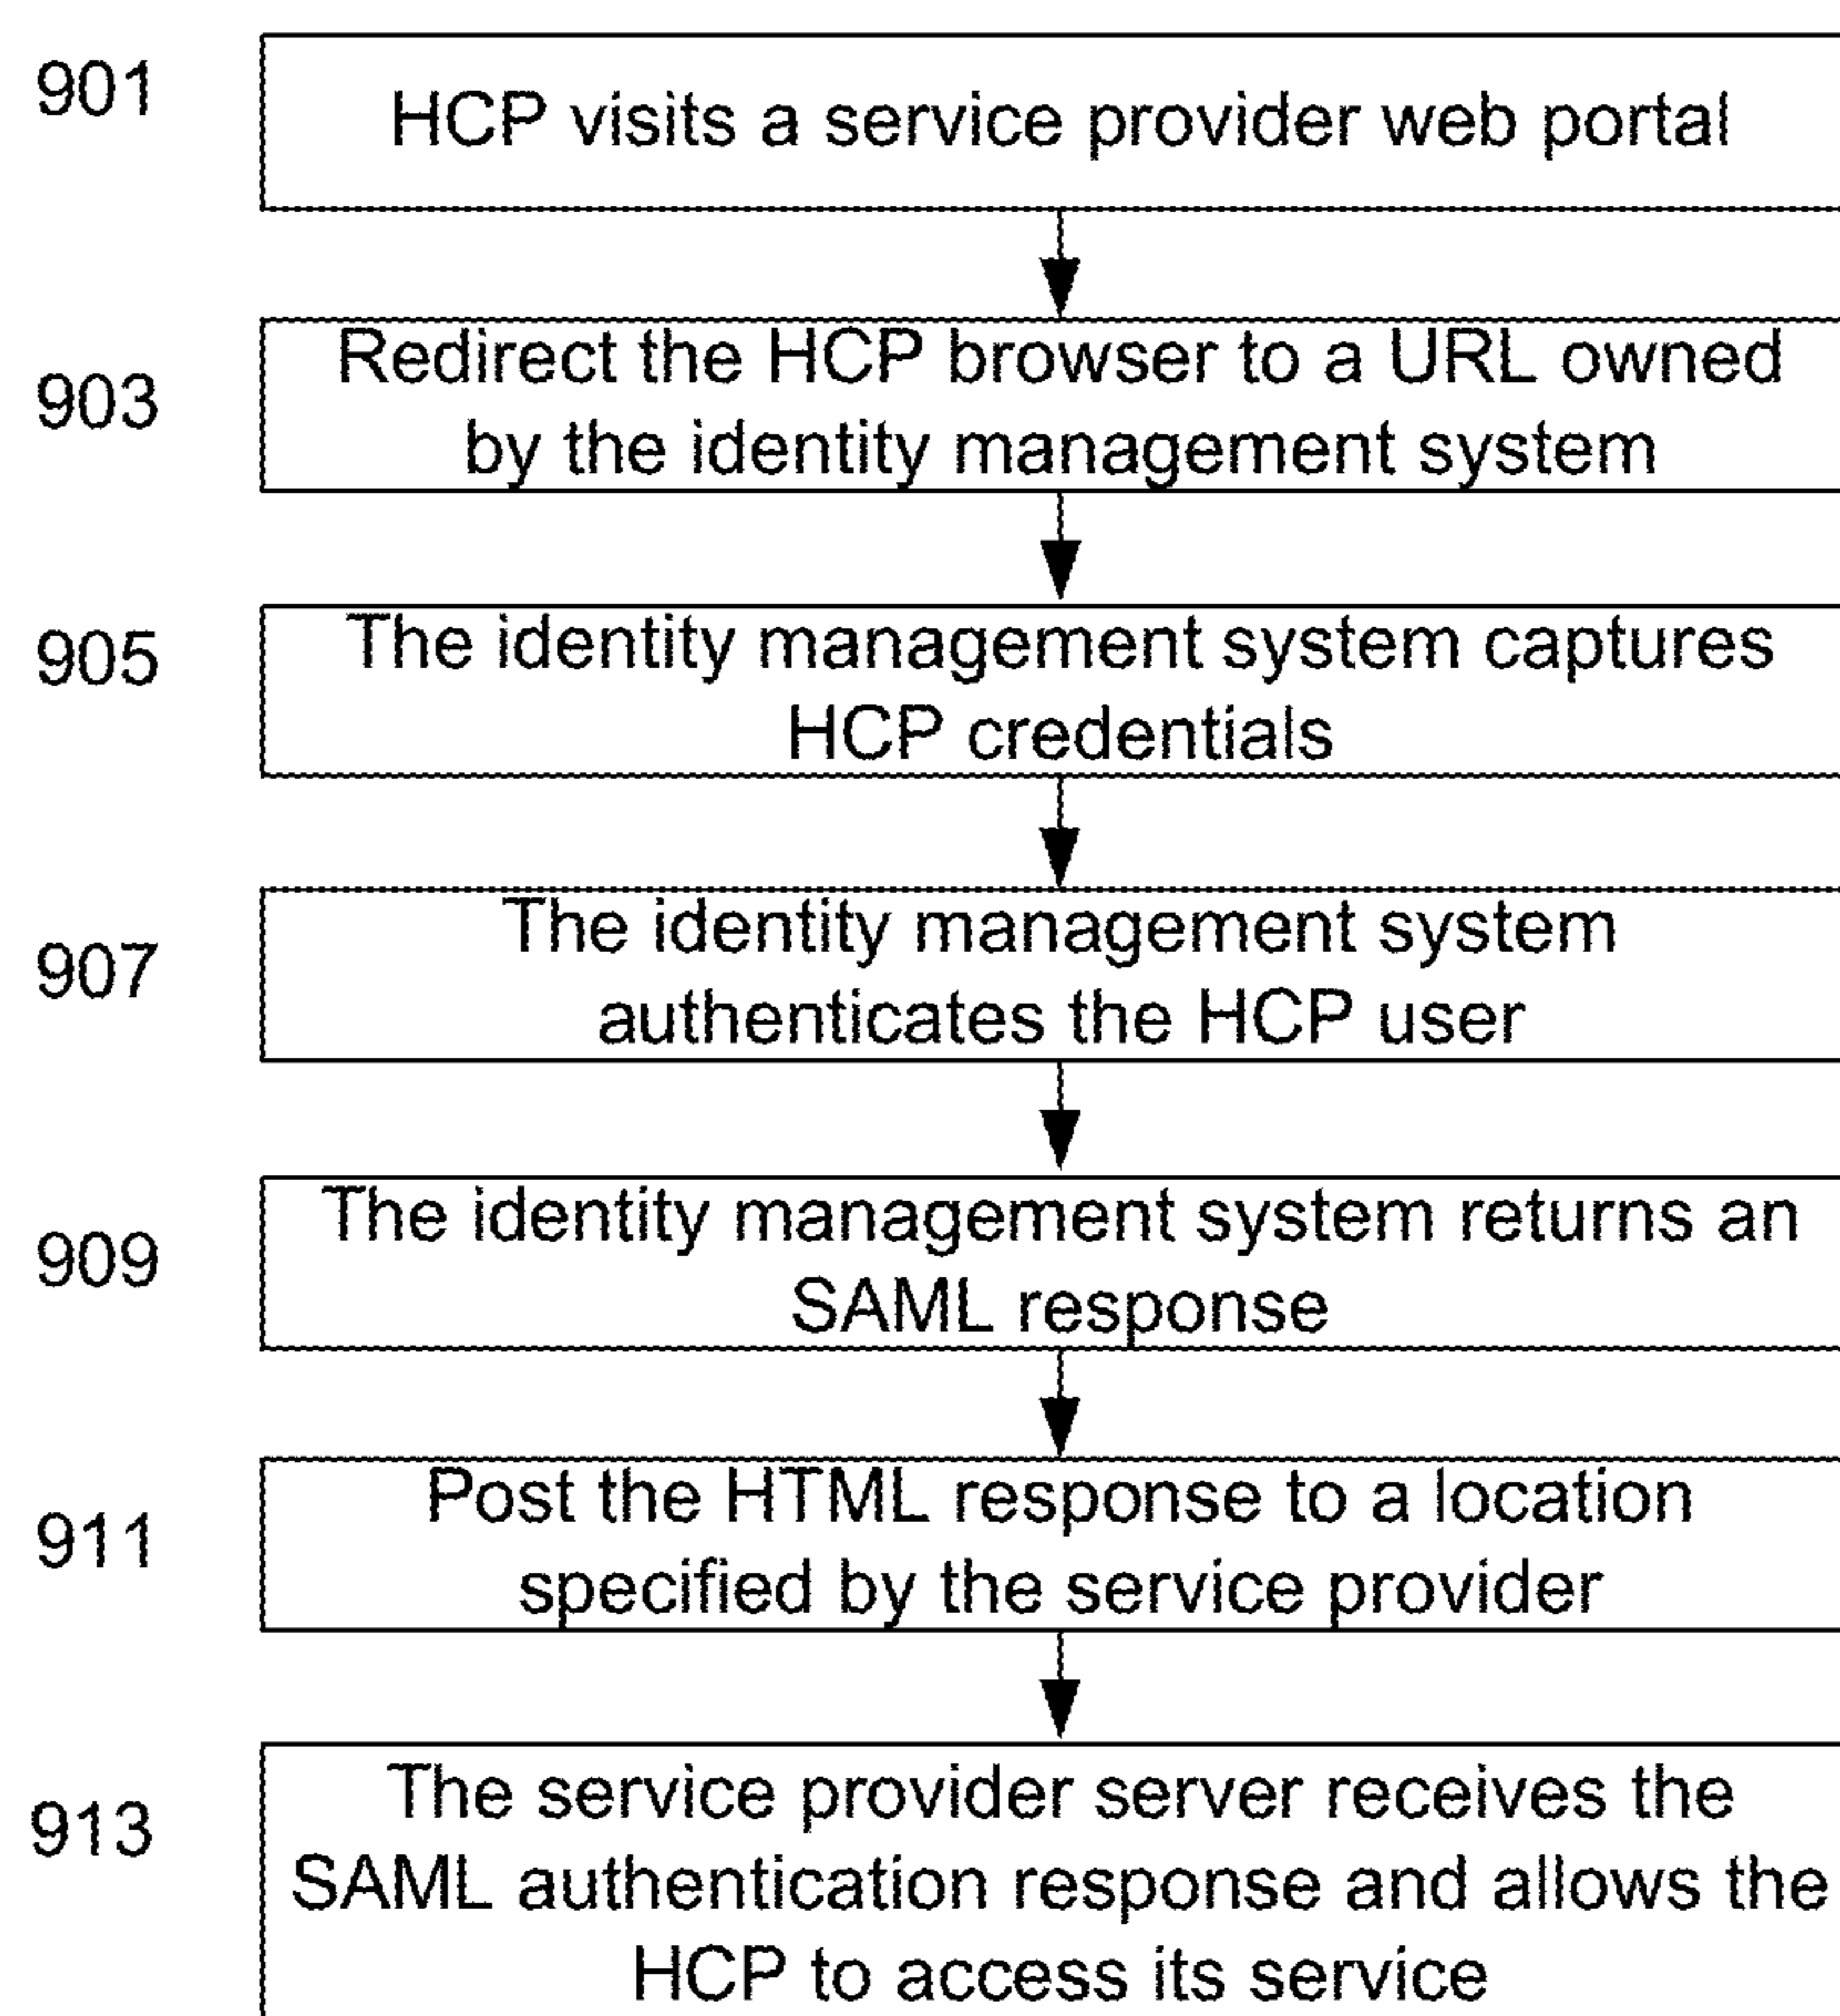 901
HCP visits a service provider web portal
903
Redirect the HCP browser to a URL owned
by the identity management system
905
The identity management system captures
HCP credentials
907
The identity management system
authenticates the HCP user
909
The identity management system returns an
SAML response
911
Post the HTML response to a location
specified by the service provider
913
The service provider server receives the
SAML authentication response and allows the
HCP to access its service